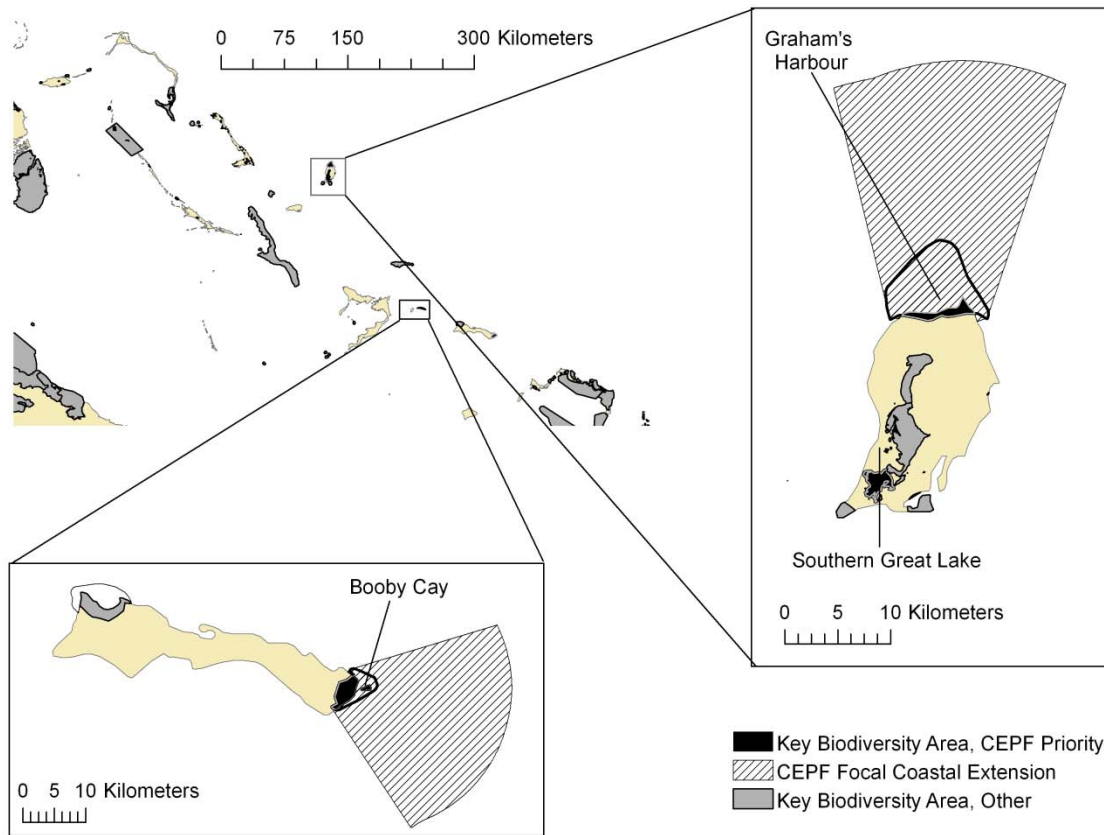 0 75 150 300 Kilometers
Graham's
Harbour
Southern Great Lake
0 5 10
Kilometers
Booby Cay
0 5 10 Kilometers
Key Biodiversity Area, CEPF Priority
CEPF Focal Coastal Extension
Key Biodiversity Area, Other